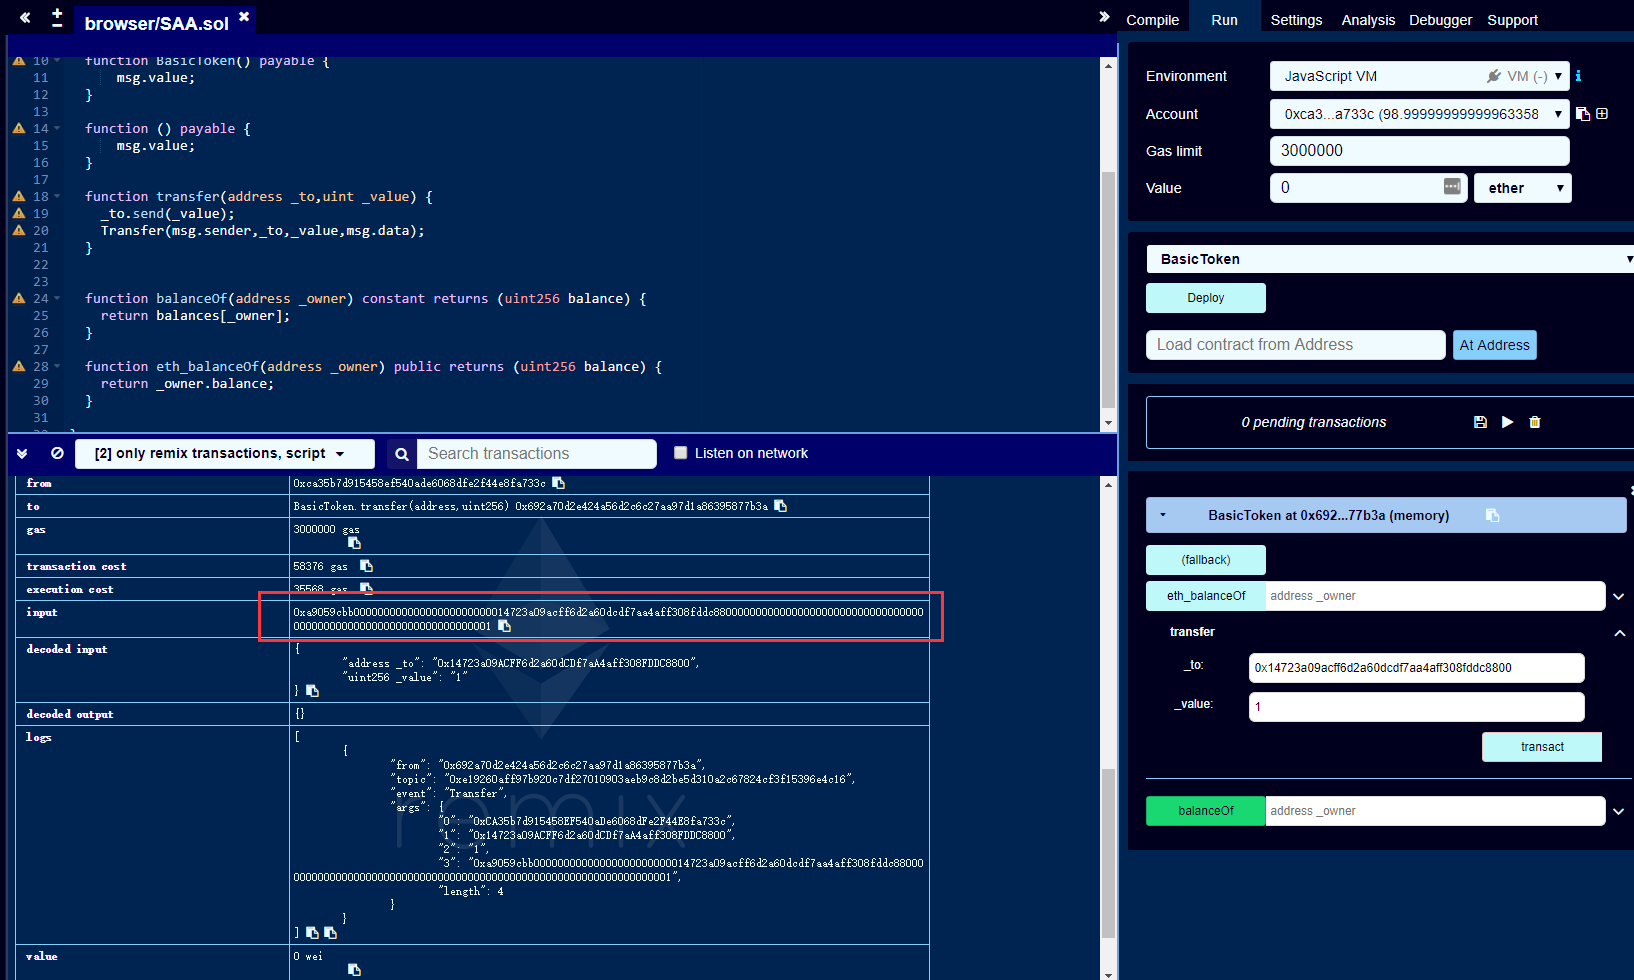 browser/SAA.sol
10 function BasicToken() payable {
11 msg.value;
12 }
13
14 function () payable {
15 msg.value;
16 }
17
18 function transfer(address _to,uint _value) {
19 _to.send(_value);
20 Transfer(msg.sender,_to,_value,msg.data);
21 }
22
23
24 function balanceOf(address _owner) constant returns (uint256 balance) {
25 return balances[_owner];
26 }
27
28 function eth_balanceOf(address _owner) public returns (uint256 balance) {
29 return _owner.balance;
30 }
31
[2] only remix transactions, script
Search transactions
Listen on network
from 0xca35b7d915458ef540ade6068dfe2f44e8fa733c
to BasicToken.transfer(address,uint256) 0x692a70d2e424a56d2c6c27aa97d1a86395877b3a
gas 3000000 gas
transaction cost 58376 gas
execution cost 35568 gas
input 0xa9059cbb00000000000000000000000014723a09acff6d2a60dcdf7aa4aff308fddc880000000000000000000000000000000000
000000000000000000000000000000001
decoded input {
"address _to": "0x14723a09ACFF6d2a60dCDf7aA4aff308FDDC8800",
"uint256 _value": "1"
}
decoded output {}
logs [
{
"from": "0x692a70d2e424a56d2c6c27aa97d1a86395877b3a",
"topic": "0xe19260aff97b920c7df27010903aeb9c8d2be5d310a2c67824cf3f15396e4c16",
"event": "Transfer",
"args": {
"0": "0xCA35b7d915458EF540aDe6068dFe2F44E8fa733c",
"1": "0x14723a09ACFF6d2a60dCDf7aA4aff308FDDC8800",
"2": "1",
"3": "0xa9059cbb00000000000000000000000014723a09acff6d2a60dcdf7aa4aff308fddc88000
000000000000000000000000000000000000000000000000000000000000001",
"length": 4
}
}
]
value 0 wei
remix
Compile Run Settings Analysis Debugger Support
Environment JavaScript VM VM (-)
Account 0xca3...a733c (98.99999999999963358
Gas limit 3000000
Value 0 ether
BasicToken
Deploy
Load contract from Address At Address
0 pending transactions
BasicToken at 0x692...77b3a (memory)
(fallback)
eth_balanceOf address _owner
transfer
_to: 0x14723a09acff6d2a60dcdf7aa4aff308fddc8800
_value: 1
transact
balanceOf address _owner